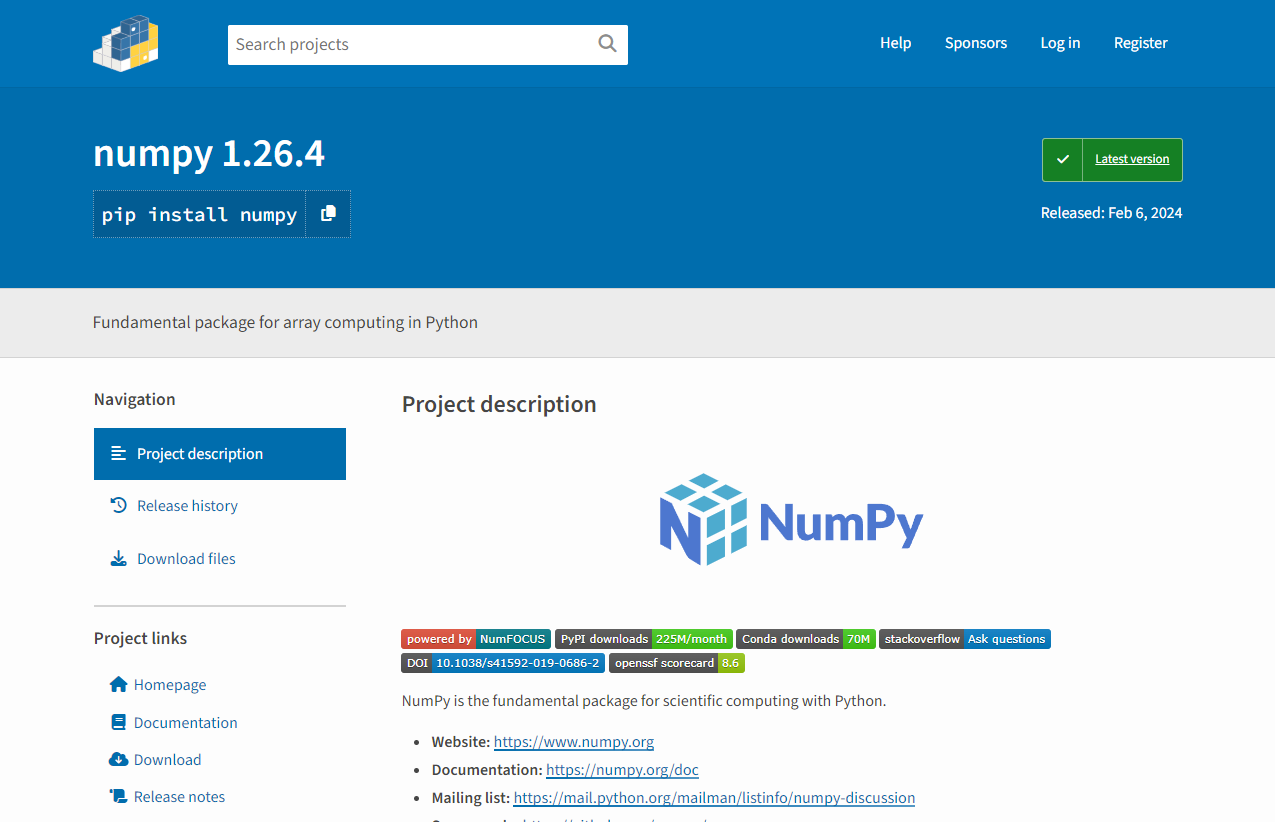 Search projects
Help
Sponsors
Log in
Register
numpy 1.26.4
pip install numpy
Latest version
Released: Feb 6, 2024
Fundamental package for array computing in Python
Navigation
Project description
Release history
Download files
Project links
Homepage
Documentation
Download
Release notes
Project description
NumPy
powered by NumFOCUS PyPI downloads 225M/month Conda downloads 70M stackoverflow Ask questions
DOI 10.1038/s41592-019-0686-2 openssf scorecard 8.6
NumPy is the fundamental package for scientific computing with Python.
Website: https://www.numpy.org
Documentation: https://numpy.org/doc
Mailing list: https://mail.python.org/mailman/listinfo/numpy-discussion